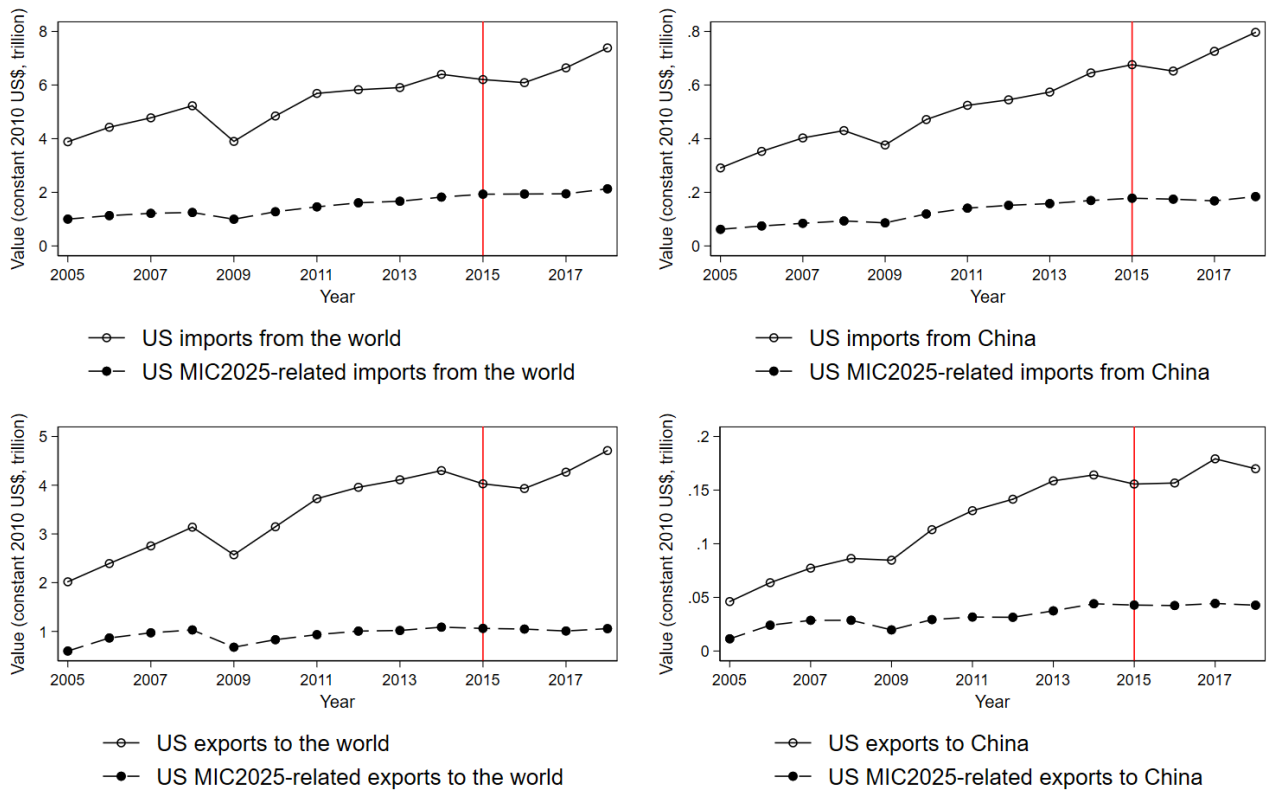 Value (constant 2010 US$, trillion)
8
6
4
2
0
2005 2007 2009 2011 2013 2015 2017
Year
US imports from the world
US MIC2025-related imports from the world
Value (constant 2010 US$, trillion)
.8
.6
.4
.2
0
2005 2007 2009 2011 2013 2015 2017
Year
US imports from China
US MIC2025-related imports from China
Value (constant 2010 US$, trillion)
5
4
3
2
1
2005 2007 2009 2011 2013 2015 2017
Year
US exports to the world
US MIC2025-related exports to the world
Value (constant 2010 US$, trillion)
.2
.15
.1
.05
0
2005 2007 2009 2011 2013 2015 2017
Year
US exports to China
US MIC2025-related exports to China